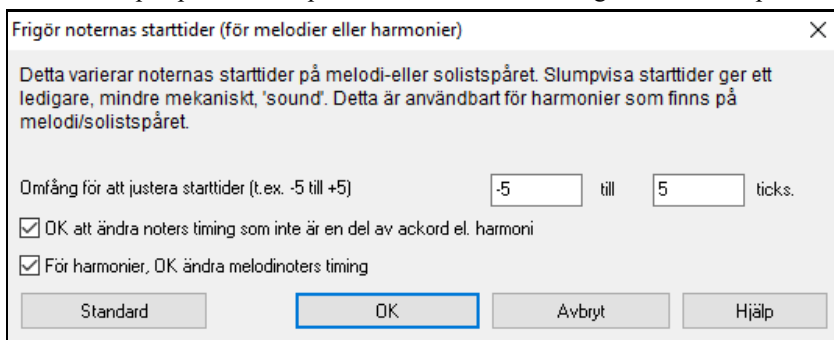 Frigör noternas starttider (för melodier eller harmonier)
Detta varierar noternas starttider på melodi-eller solistspåret. Slumpvisa starttider ger ett
ledigare, mindre mekaniskt, 'sound'. Detta är användbart för harmonier som finns på
melodi/solistspåret.
Omfång för att justera starttider (t.ex. -5 till +5) -5 till 5 ticks.
OK att ändra noters timing som inte är en del av ackord el. harmoni
För harmonier, OK ändra melodinoters timing
Standard OK Avbryt Hjälp